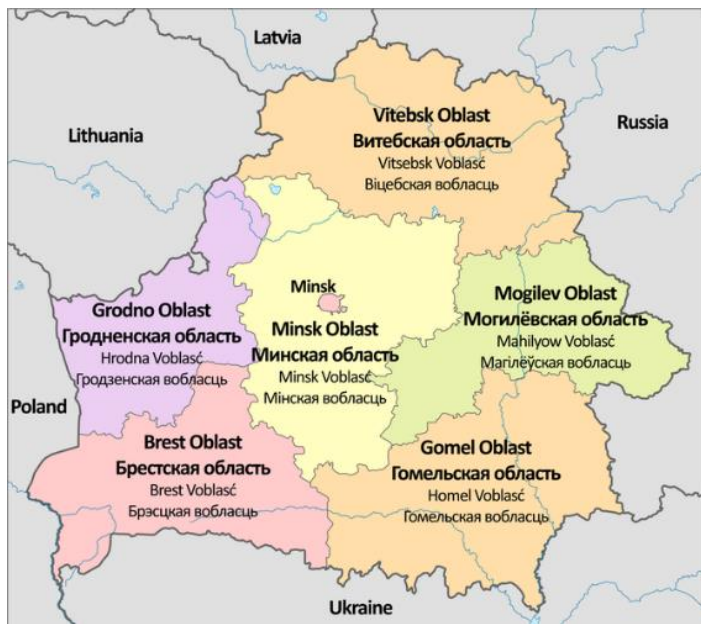 Latvia
Vitebsk Oblast
Витебская область
Vitsebsk Voblasć
Віцебская вобласць
Russia
Lithuania
Minsk
Grodno Oblast
Гродненская область
Hrodna Voblasć
Гродзенская вобласць
Minsk Oblast
Минская область
Minsk Voblasć
Мінская вобласць
Mogilev Oblast
Могилёвская область
Mahilyow Voblasć
Магілёўская вобласць
Poland
Brest Oblast
Брестская область
Brest Voblasć
Брэсцкая вобласць
Gomel Oblast
Гомельская область
Homel Voblasć
Гомельская вобласць
Ukraine